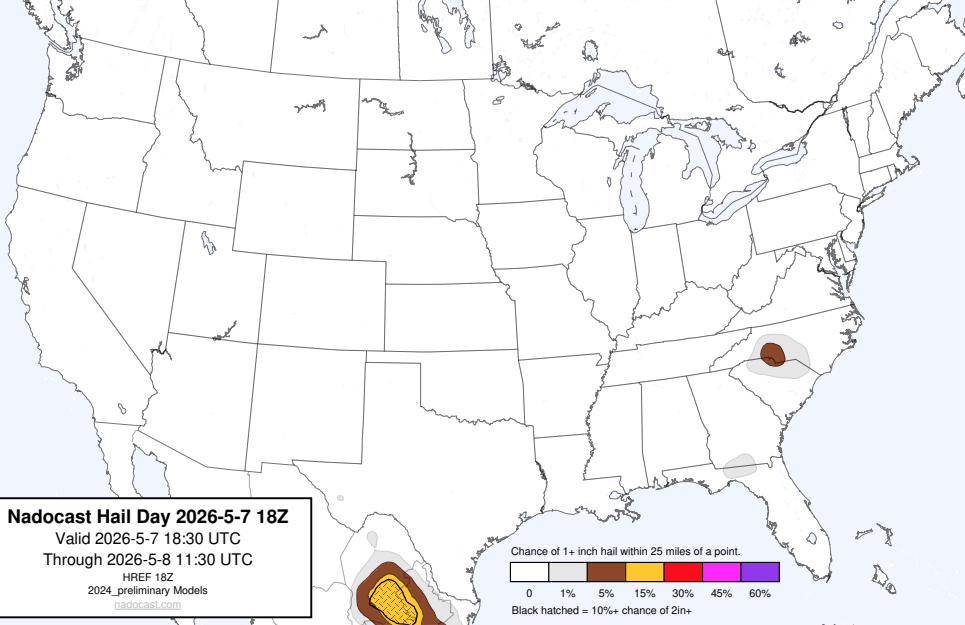 Nadocast Hail Day 2026-5-7 18Z
Valid 2026-5-7 18:30 UTC
Through 2026-5-8 11:30 UTC
HREF 18Z
2024_preliminary Models
nadocast.com
Chance of 1+ inch hail within 25 miles of a point.
0 1% 5% 15% 30% 45% 60%
Black hatched = 10%+ chance of 2in+